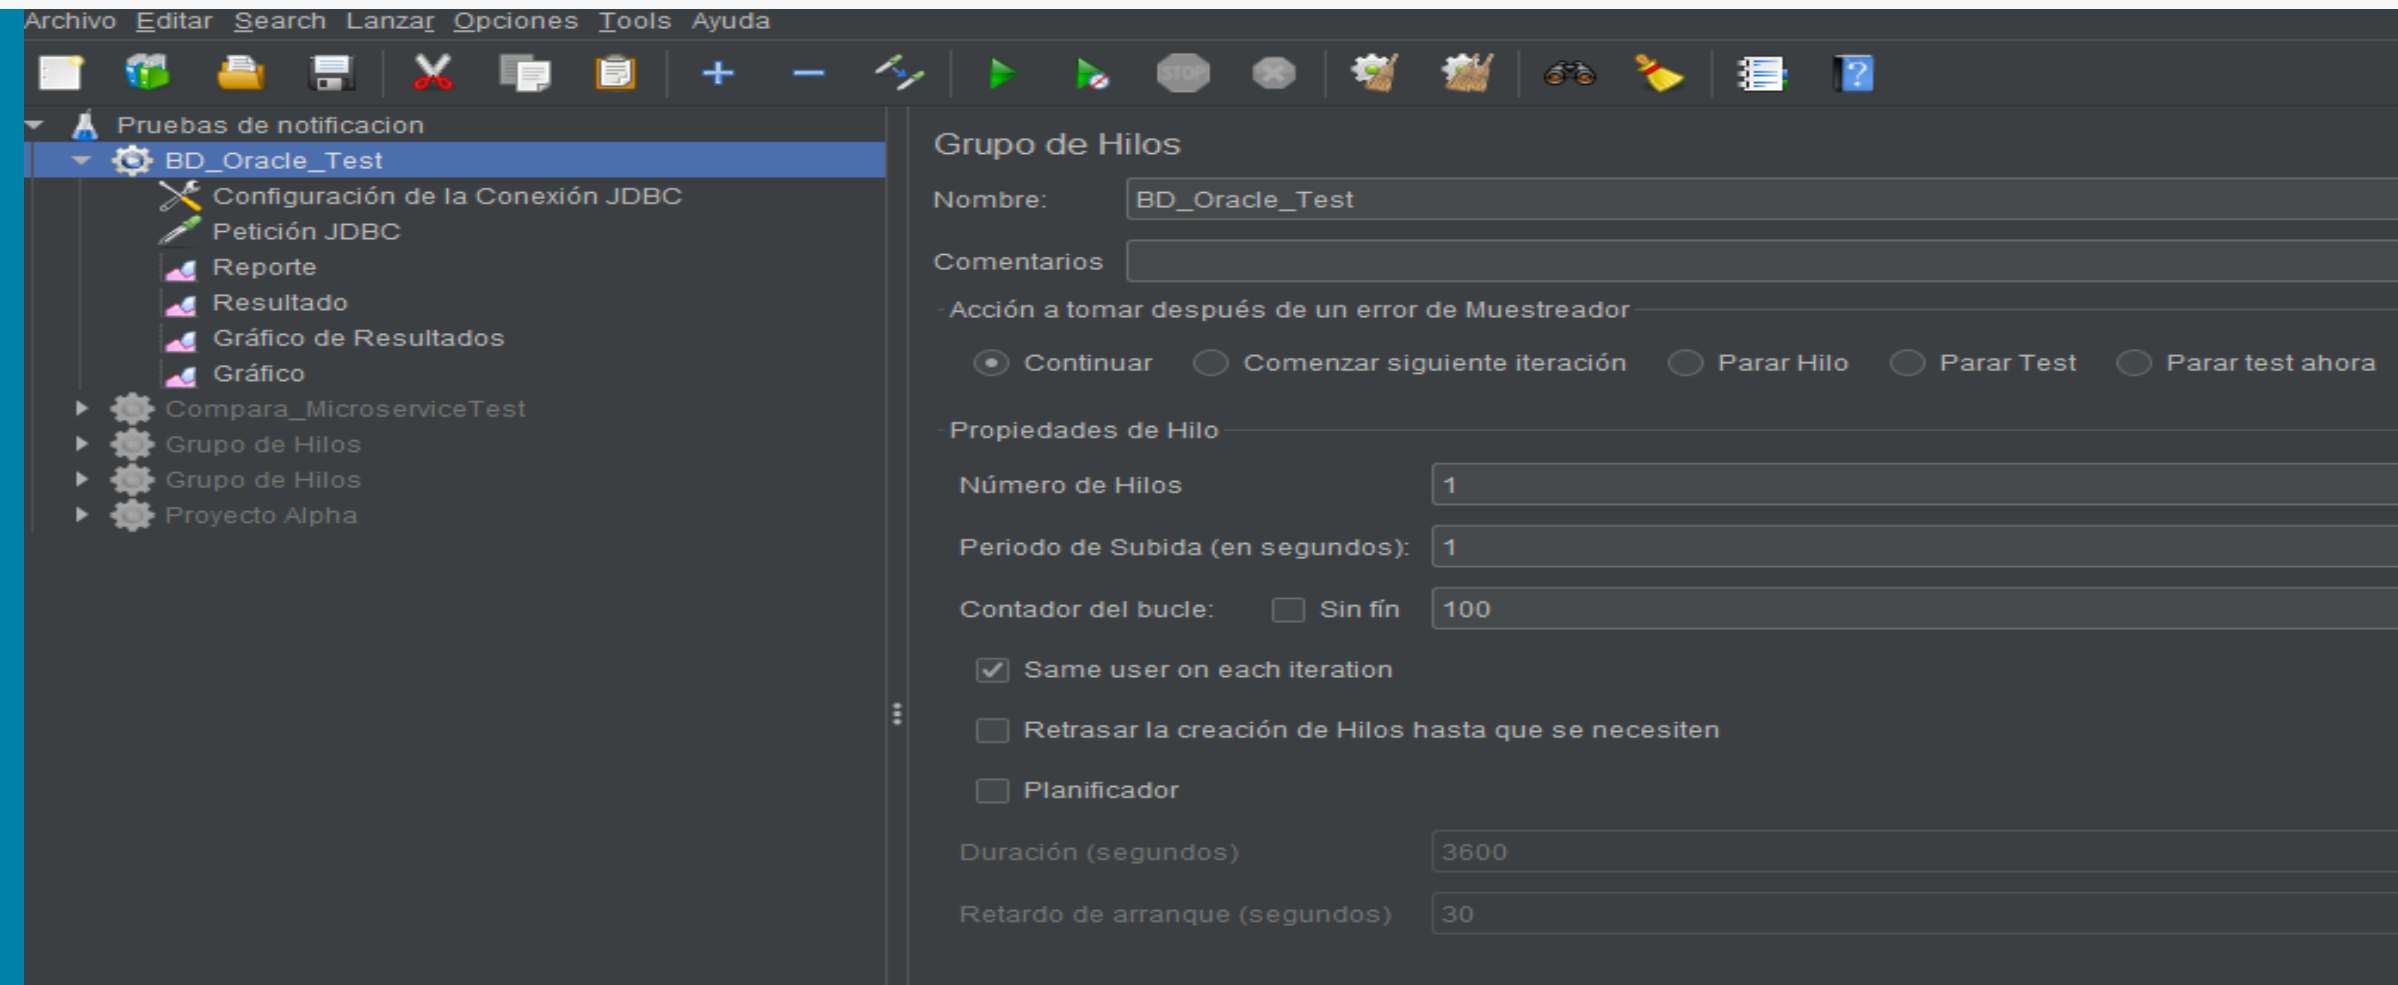 Archivo Editar Search Lanzar Opciones Tools Ayuda
STOP
?
Pruebas de notificacion
BD_Oracle_Test
Configuración de la Conexión JDBC
Petición JDBC
Reporte
Resultado
Gráfico de Resultados
Gráfico
Compara_MicroserviceTest
Grupo de Hilos
Grupo de Hilos
Proyecto Alpha
Grupo de Hilos
Nombre: BD_Oracle_Test
Comentarios
Acción a tomar después de un error de Muestreador
Continuar Comenzar siguiente iteración Parar Hilo Parar Test Parar test ahora
Propiedades de Hilo
Número de Hilos 1
Periodo de Subida (en segundos): 1
Contador del bucle: Sin fín 100
Same user on each iteration
Retrasar la creación de Hilos hasta que se necesiten
Planificador
Duración (segundos) 3600
Retardo de arranque (segundos) 30